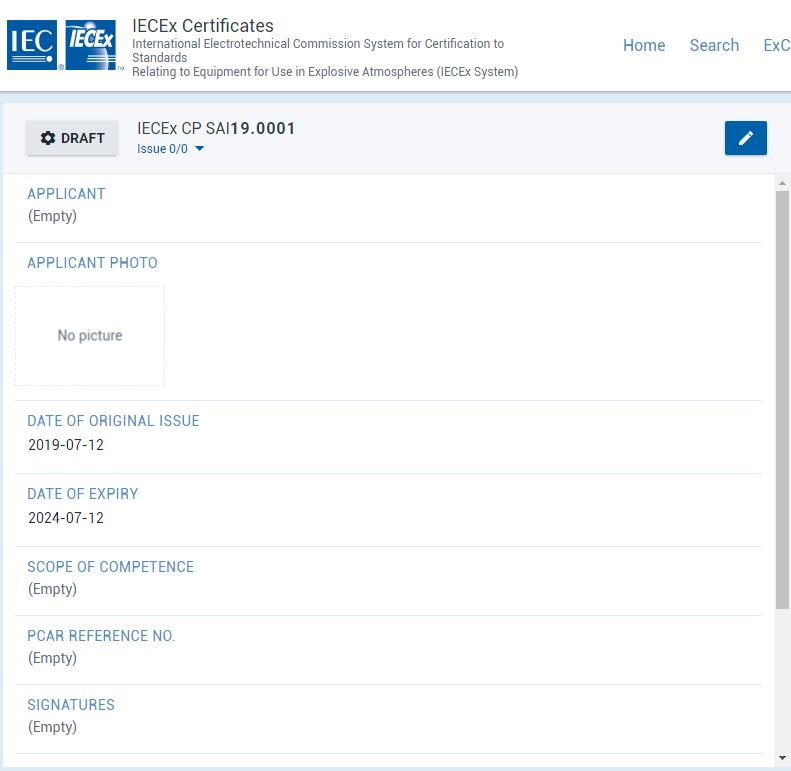 IEC
®
IECEx
™
IECEx Certificates
International Electrotechnical Commission System for Certification to
Standards
Relating to Equipment for Use in Explosive Atmospheres (IECEx System)
Home Search ExC
DRAFT
IECEx CP SAI19.0001
Issue 0/0
APPLICANT
(Empty)
APPLICANT PHOTO
No picture
DATE OF ORIGINAL ISSUE
2019-07-12
DATE OF EXPIRY
2024-07-12
SCOPE OF COMPETENCE
(Empty)
PCAR REFERENCE NO.
(Empty)
SIGNATURES
(Empty)